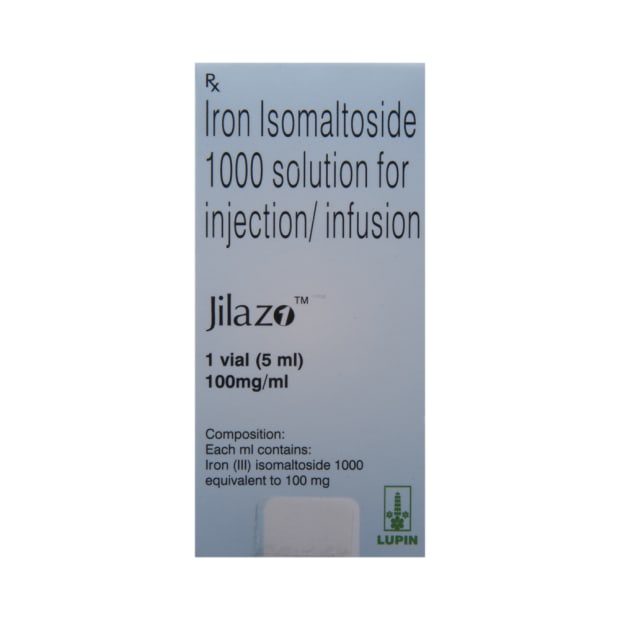 Rx
Iron Isomaltoside
1000 solution for
injection/ infusion
Jilazo1™
1 vial (5 ml)
100mg/ml
Composition:
Each ml contains:
Iron (III) isomaltoside 1000
equivalent to 100 mg
LUPIN